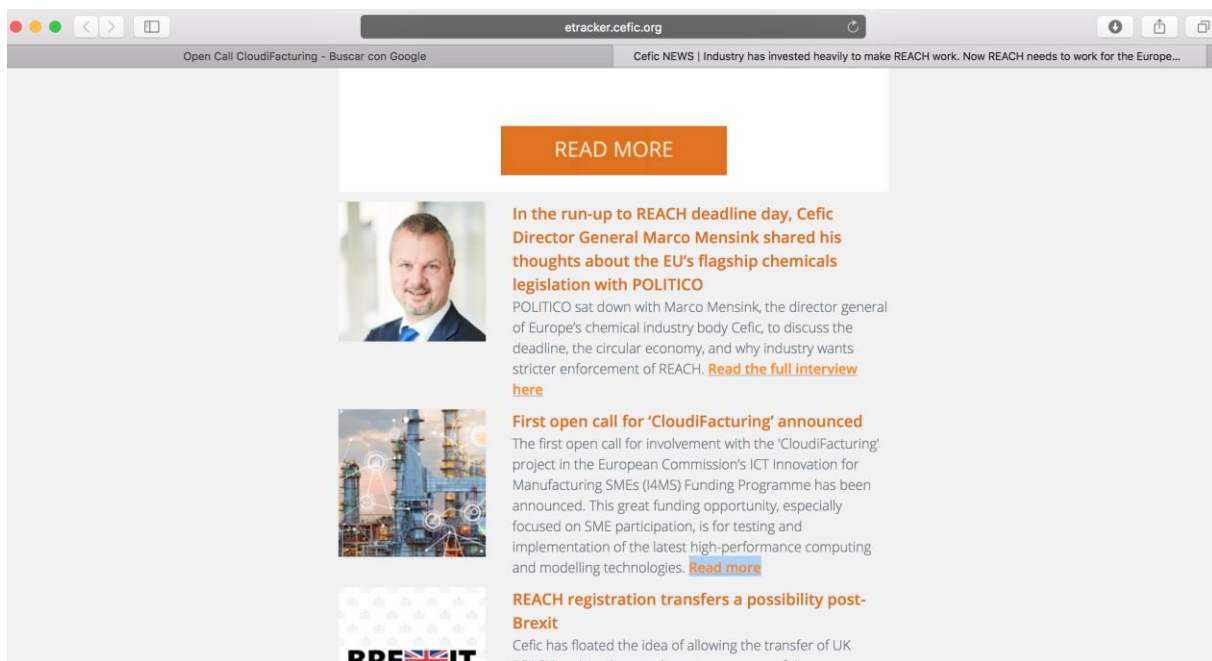 etracker.cefic.org
Open Call CloudiFacturing - Buscar con Google
Cefic NEWS | Industry has invested heavily to make REACH work. Now REACH needs to work for the Europe...
READ MORE
In the run-up to REACH deadline day, Cefic
Director General Marco Mensink shared his
thoughts about the EU's flagship chemicals
legislation with POLITICO
POLITICO sat down with Marco Mensink, the director general
of Europe's chemical industry body Cefic, to discuss the
deadline, the circular economy, and why industry wants
stricter enforcement of REACH. Read the full interview
here
First open call for ‘CloudiFacturing’ announced
The first open call for involvement with the 'CloudiFacturing'
project in the European Commission's ICT Innovation for
Manufacturing SMEs (I4MS) Funding Programme has been
announced. This great funding opportunity, especially
focused on SME participation, is for testing and
implementation of the latest high-performance computing
and modelling technologies. Read more
REACH registration transfers a possibility post-
Brexit
Cefic has floated the idea of allowing the transfer of UK